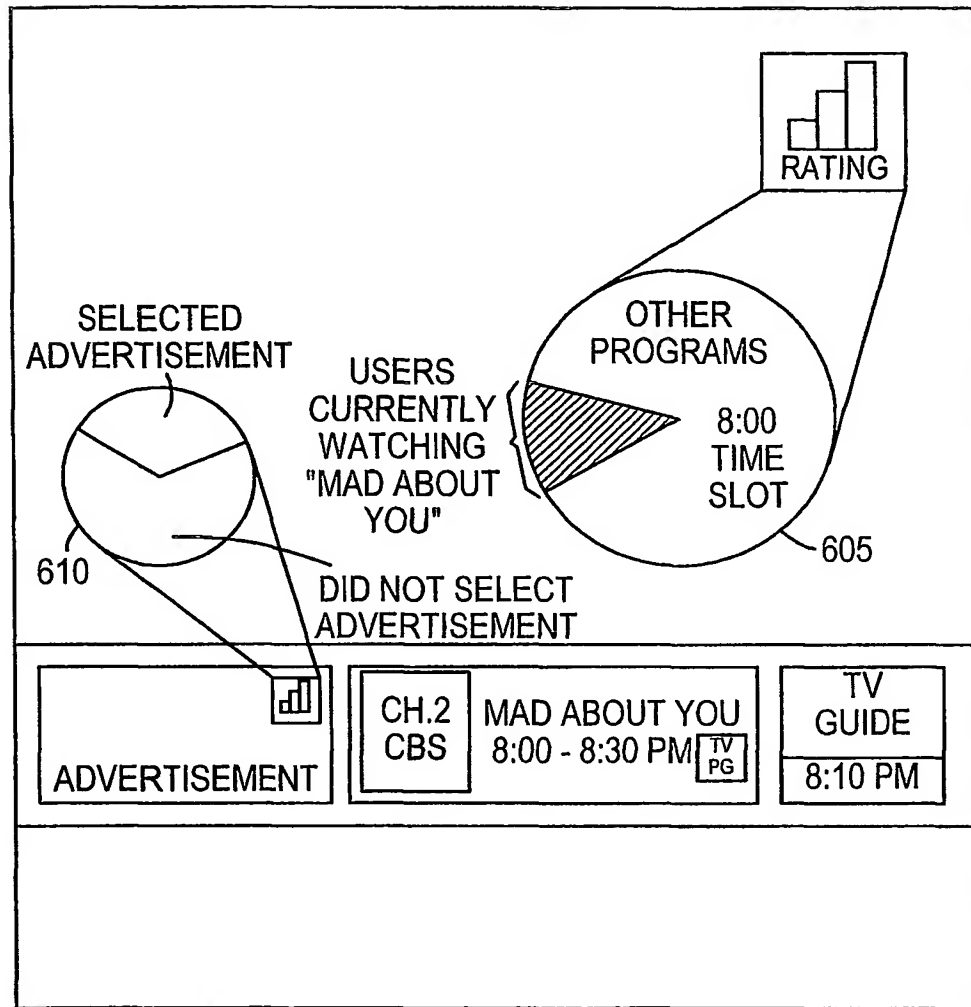 RATING
SELECTED
ADVERTISEMENT
OTHER
PROGRAMS
USERS
CURRENTLY
WATCHING
"MAD ABOUT
YOU"
8:00
TIME
SLOT
605
610
DID NOT SELECT
ADVERTISEMENT
ADVERTISEMENT
CH.2
CBS
MAD ABOUT YOU
8:00 - 8:30 PM
TV
PG
TV
GUIDE
8:10 PM